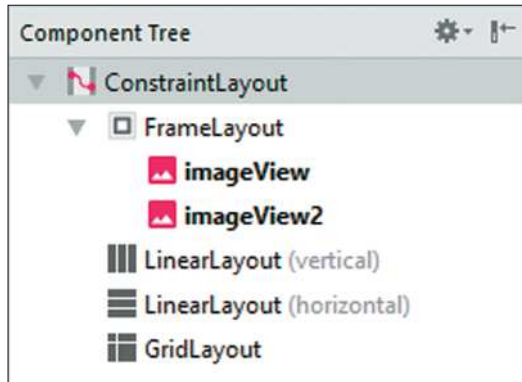 Component Tree
ConstraintLayout
FrameLayout
imageView
imageView2
LinearLayout (vertical)
LinearLayout (horizontal)
GridLayout